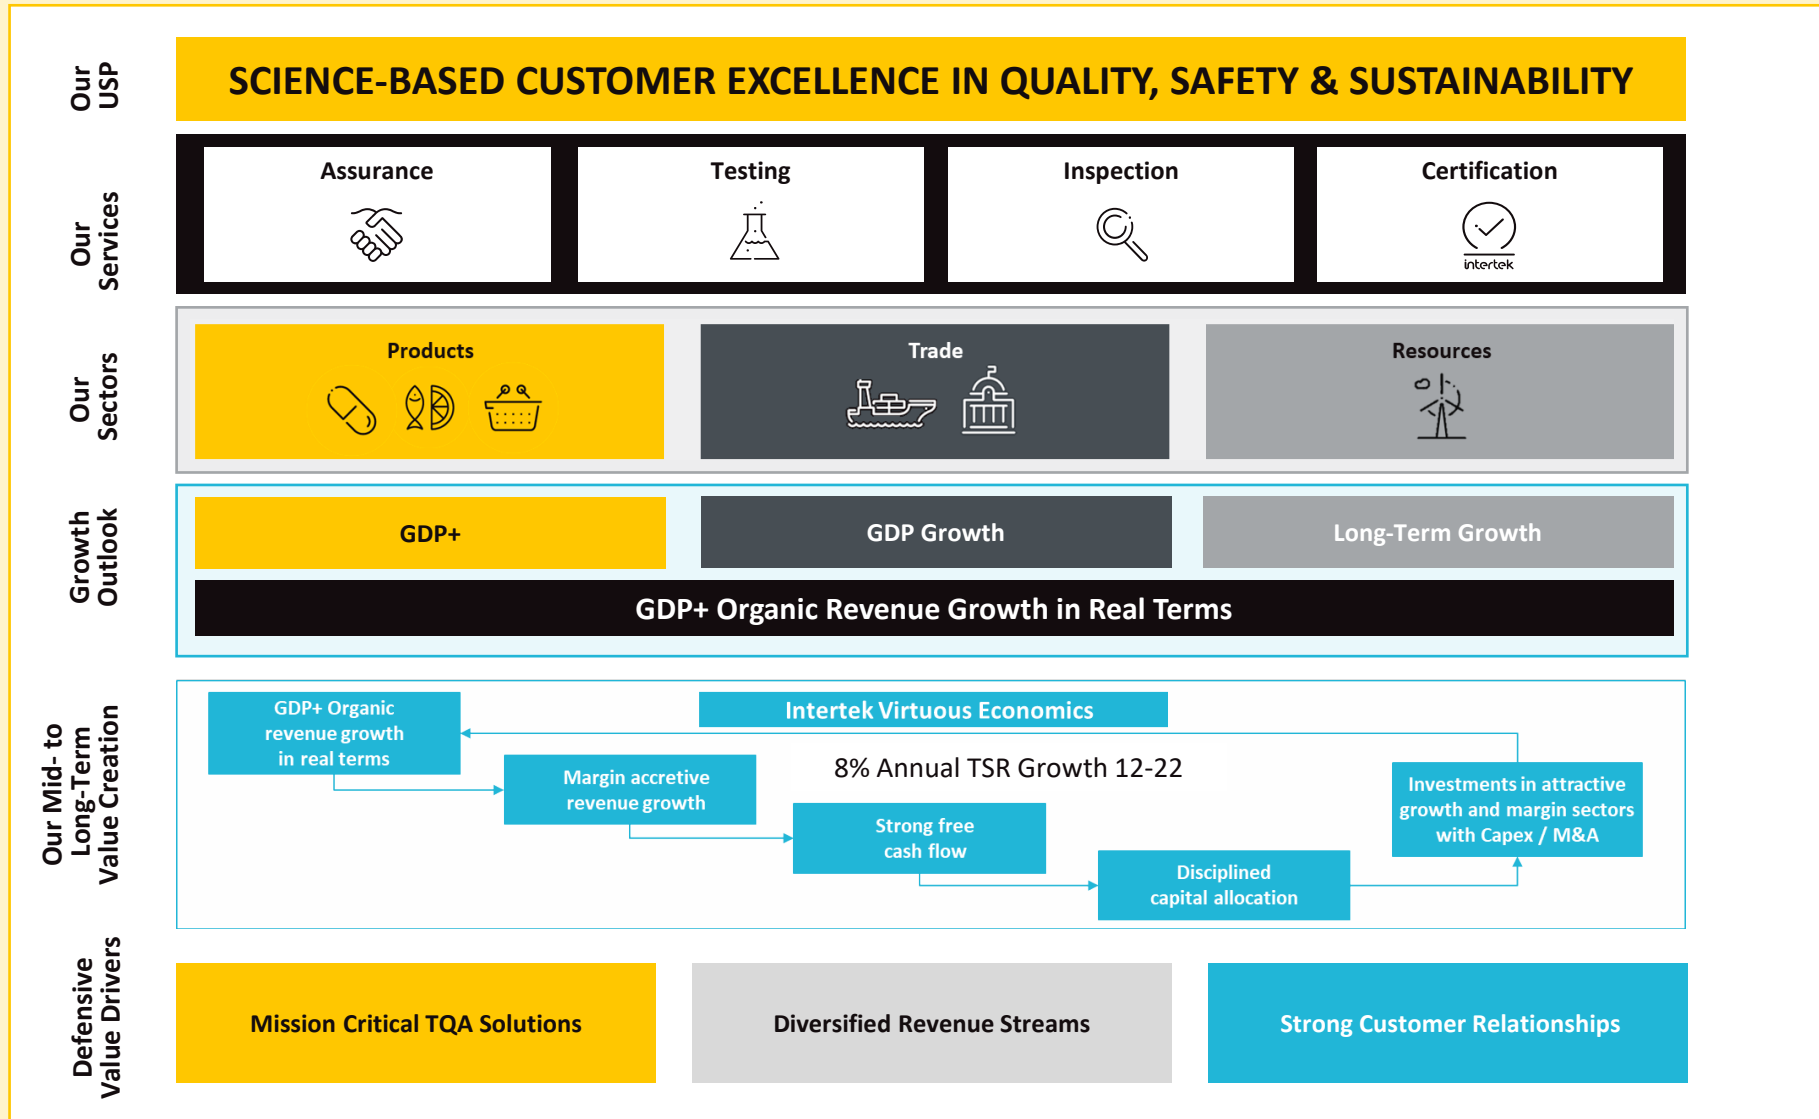 Our
USP
SCIENCE-BASED CUSTOMER EXCELLENCE IN QUALITY, SAFETY & SUSTAINABILITY
Our
Services
Assurance
Testing
Inspection
Certification
intertek
Our
Sectors
Products
Trade
Resources
Growth
Outlook
GDP+
GDP Growth
Long-Term Growth
GDP+ Organic Revenue Growth in Real Terms
Our Mid- to
Long-Term
Value Creation
GDP+ Organic
revenue growth
in real terms
Intertek Virtuous Economics
8% Annual TSR Growth 12-22
Margin accretive
revenue growth
Strong free
cash flow
Disciplined
capital allocation
Investments in attractive
growth and margin sectors
with Capex / M&A
Defensive
Value Drivers
Mission Critical TQA Solutions
Diversified Revenue Streams
Strong Customer Relationships